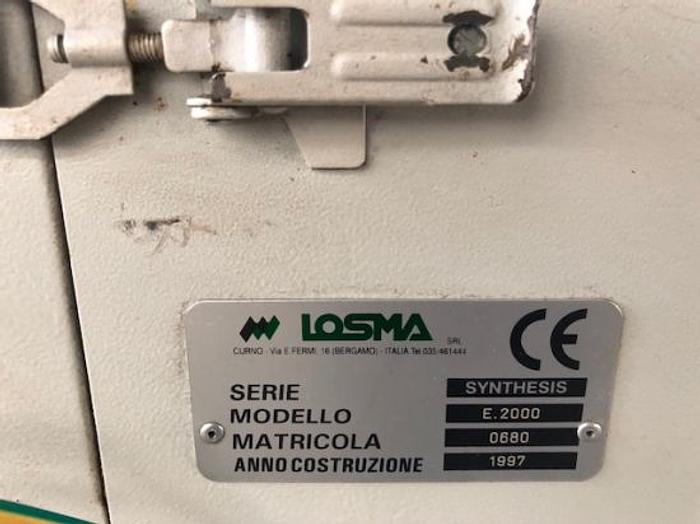 LOSMA SRL
CURNO - Via E.FERMI, 16 (BERGAMO) - ITALIA Tel 035/461444
CE
SERIE SYNTHESIS
MODELLO E.2000
MATRICOLA 0680
ANNO COSTRUZIONE 1997